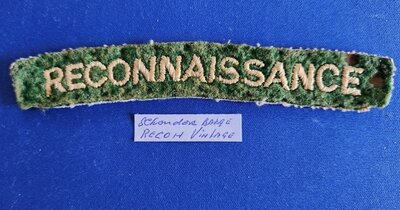 RECONNAISSANCE
SHOULDER BADGE
RECON Vintage